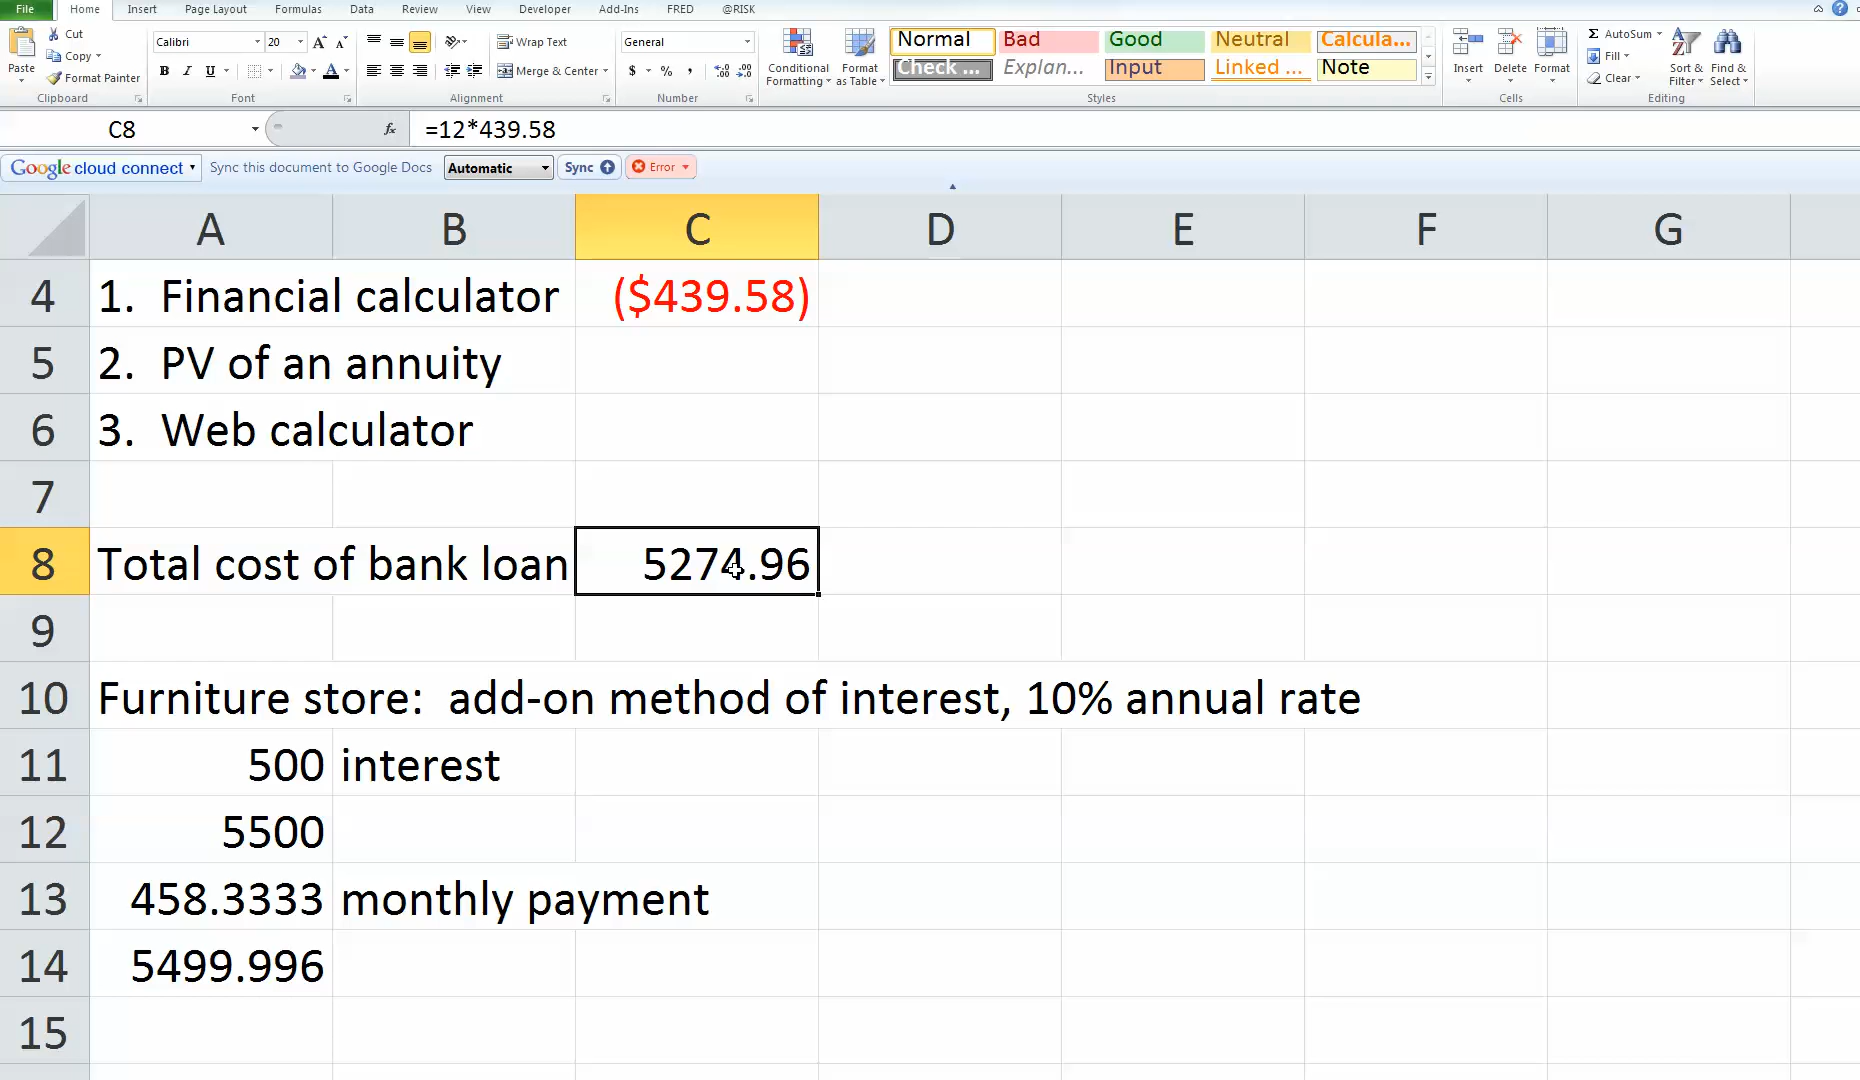 File Home Insert Page Layout Formulas Data Review View Developer Add-Ins FRED @RISK
Paste Cut Copy Format Painter
Clipboard
Calibri 20 A A
B I U A
Font
Wrap Text
Merge & Center
Alignment
General
$ % ,
Number
Conditional Formatting
Format as Table
Normal Bad Good Neutral Calcula...
Check ... Explan... Input Linked ... Note
Styles
Insert Delete Format
Cells
Σ AutoSum
Fill
Clear
Sort & Filter
Find & Select
Editing
C8 fx =12*439.58
Google cloud connect Sync this document to Google Docs Automatic Sync Error
A B C D E F G
4 1. Financial calculator ($439.58)
5 2. PV of an annuity
6 3. Web calculator
7
8 Total cost of bank loan 5274.96
9
10 Furniture store: add-on method of interest, 10% annual rate
11 500 interest
12 5500
13 458.3333 monthly payment
14 5499.996
15